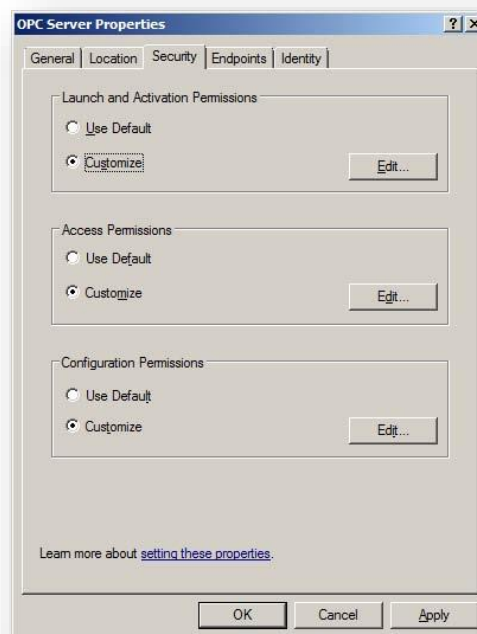 OPC Server Properties
General Location Security Endpoints Identity
Launch and Activation Permissions
Use Default
Customize
Edit...
Access Permissions
Use Default
Customize
Edit...
Configuration Permissions
Use Default
Customize
Edit...
Learn more about setting these properties.
OK Cancel Apply